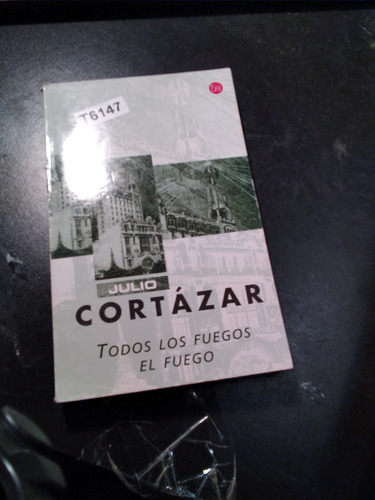 T6147
JULIO
CORTÁZAR
TODOS LOS FUEGOS
EL FUEGO